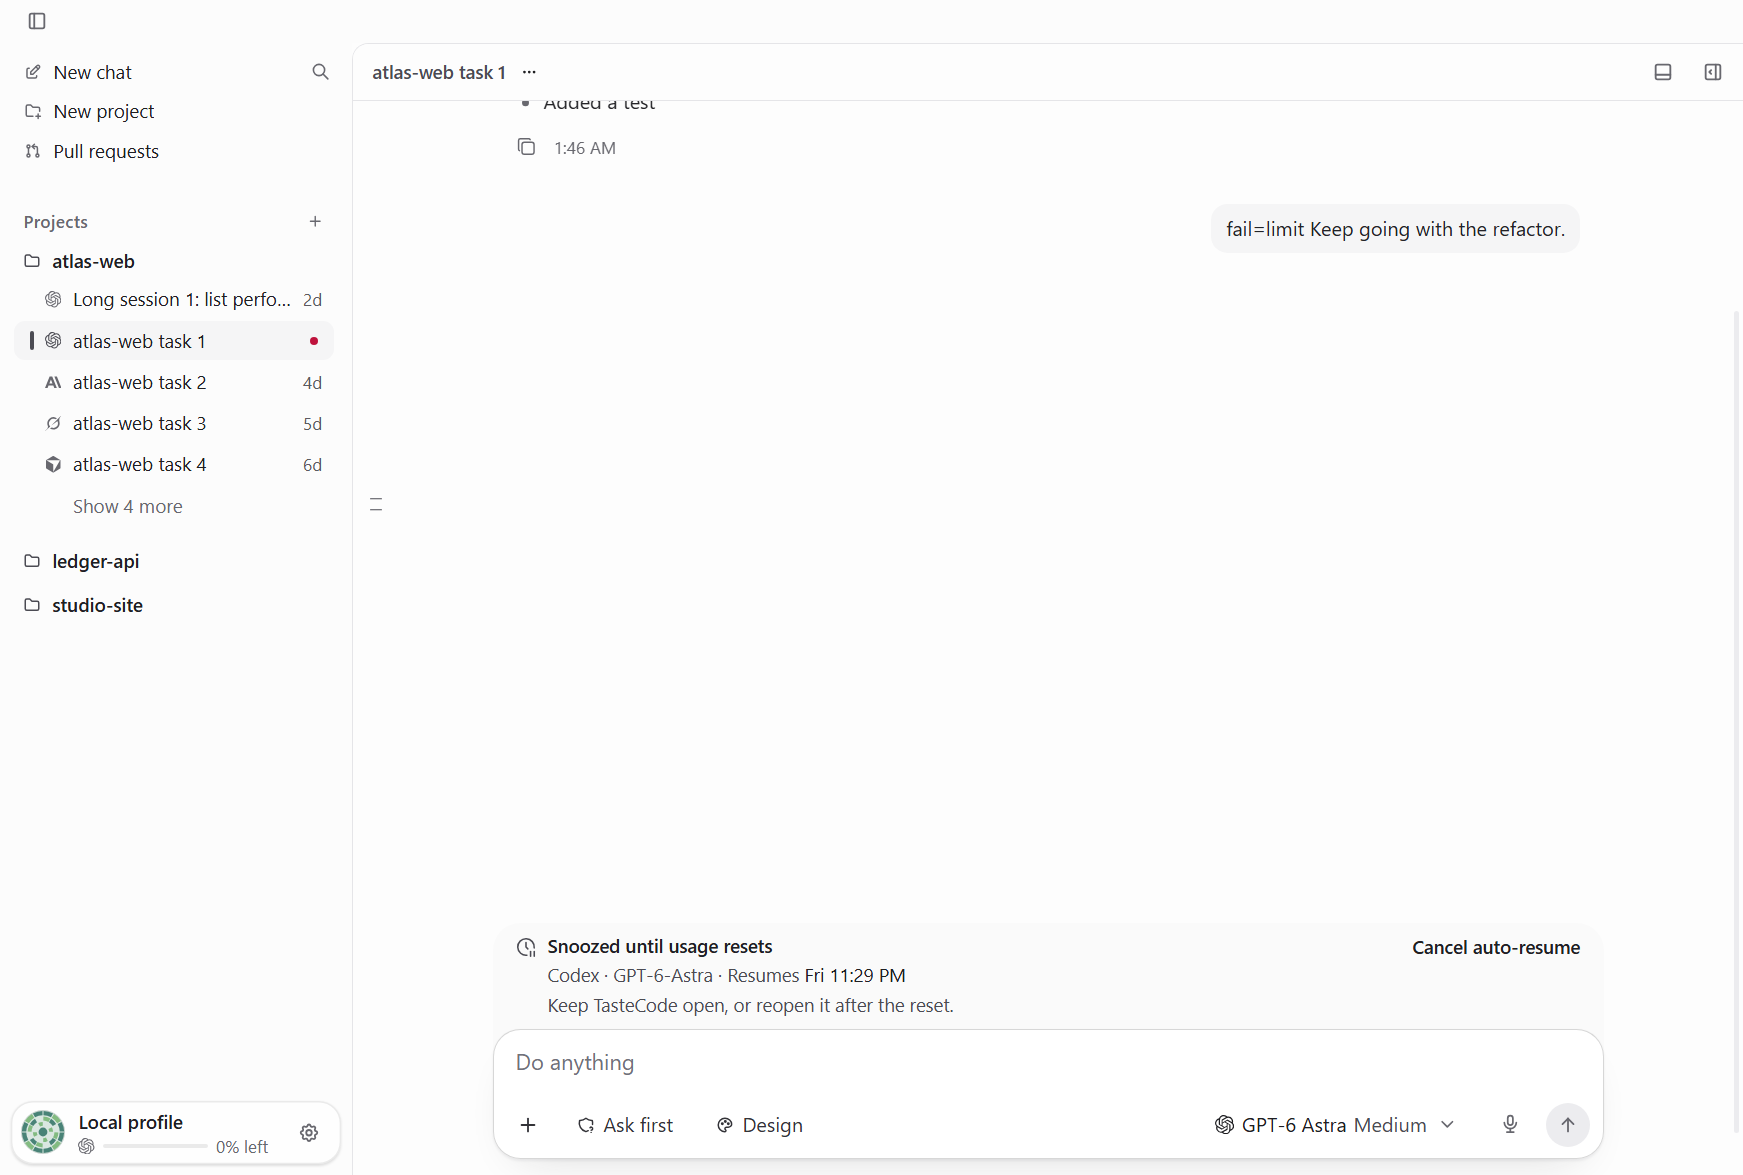 New chat
New project
Pull requests
Projects
atlas-web
Long session 1: list perfo... 2d
atlas-web task 1
atlas-web task 2 4d
atlas-web task 3 5d
atlas-web task 4 6d
Show 4 more
ledger-api
studio-site
Local profile
0% left
atlas-web task 1
Added a test
1:46 AM
fail=limit Keep going with the refactor.
Snoozed until usage resets
Cancel auto-resume
Codex · GPT-6-Astra · Resumes Fri 11:29 PM
Keep TasteCode open, or reopen it after the reset.
Do anything
Ask first Design GPT-6 Astra Medium